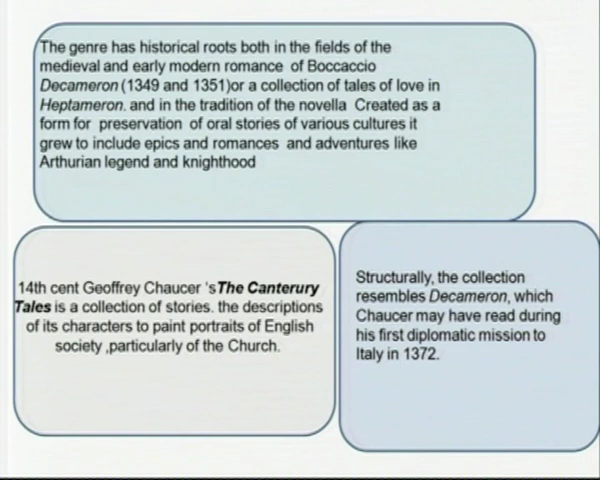 The genre has historical roots both in the fields of the
medieval and early modern romance of Boccaccio
Decameron (1349 and 1351)or a collection of tales of love in
Heptameron. and in the tradition of the novella Created as a
form for preservation of oral stories of various cultures it
grew to include epics and romances and adventures like
Arthurian legend and knighthood
14th cent Geoffrey Chaucer 's The Canterury
Tales is a collection of stories. the descriptions
of its characters to paint portraits of English
society ,particularly of the Church.
Structurally, the collection
resembles Decameron, which
Chaucer may have read during
his first diplomatic mission to
Italy in 1372.